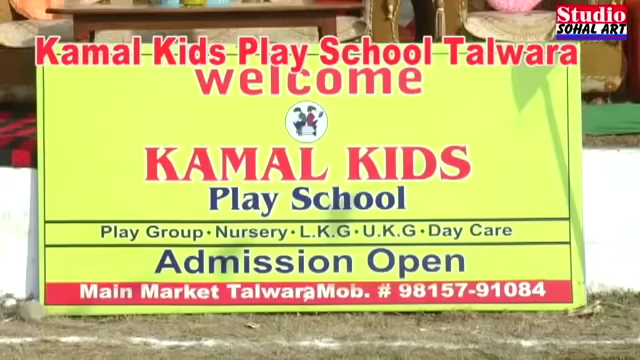 Studio
SOHAL ART
Kamal Kids Play School Talwara
welcome
KAMAL KIDS
Play School
Play Group • Nursery • L.K.G • U.K.G • Day Care
Admission Open
Main Market Talwara, Mob. # 98157-91084